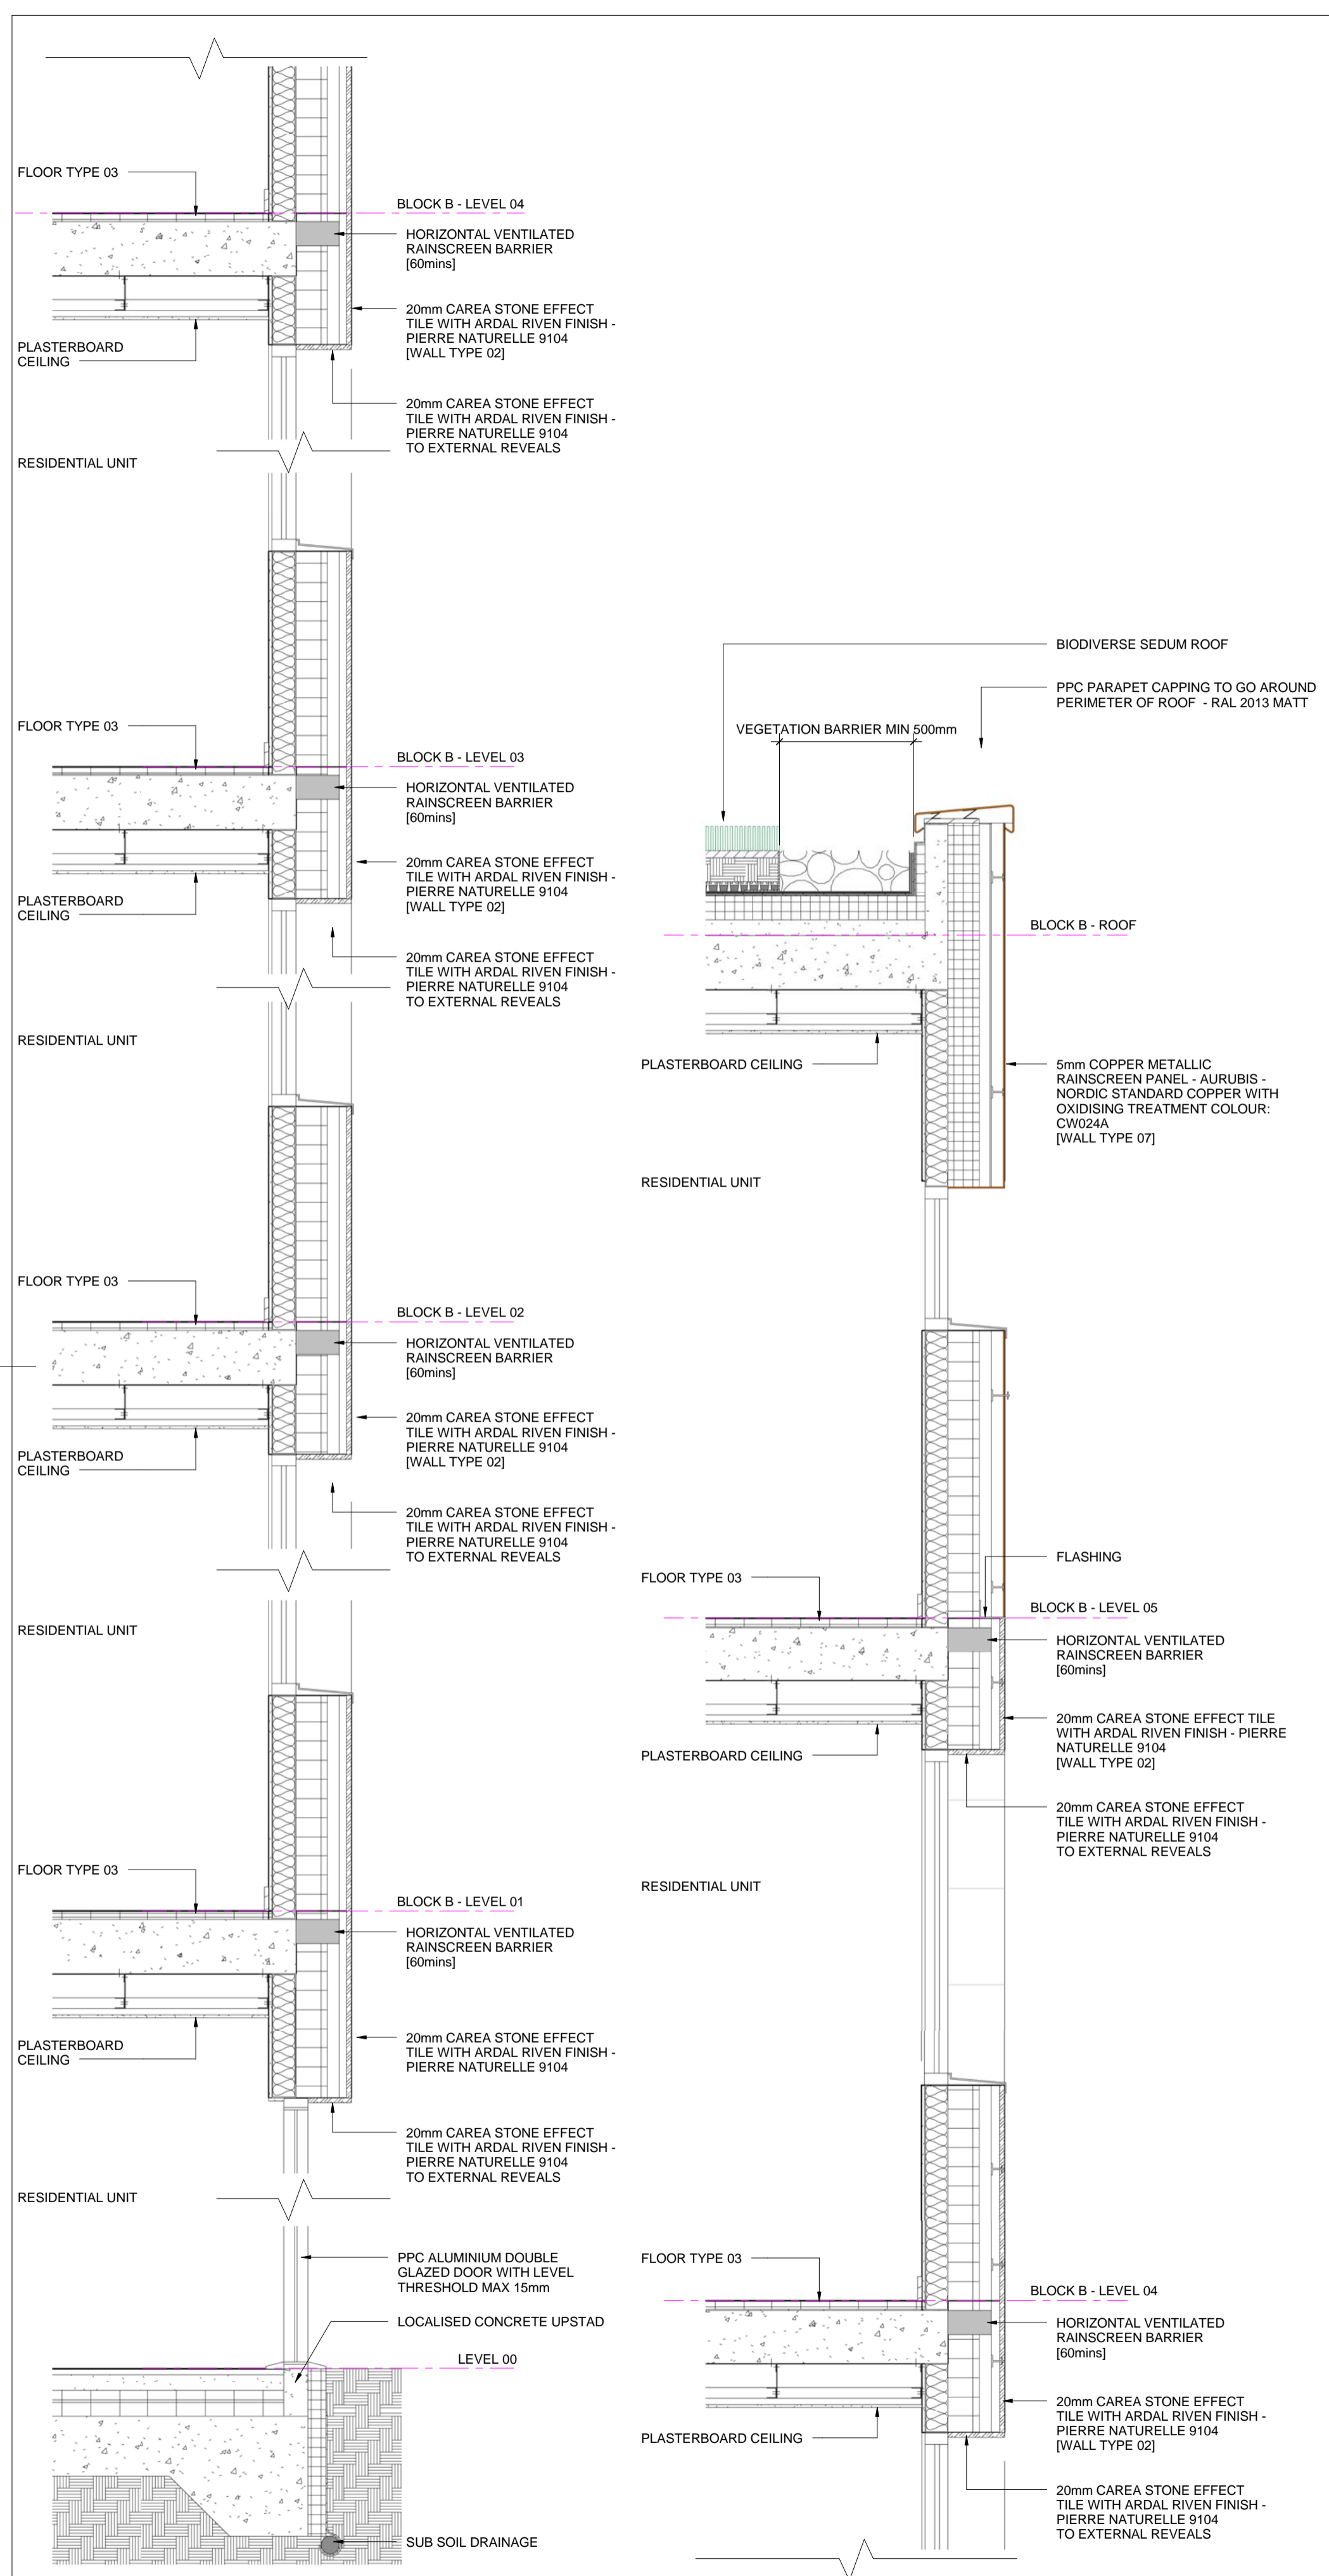 FLOOR TYPE 03
BLOCK B - LEVEL 04
HORIZONTAL VENTILATED
RAINSCREEN BARRIER
[60mins]
20mm CAREA STONE EFFECT
TILE WITH ARDAL RIVEN FINISH -
PIERRE NATURELLE 9104
[WALL TYPE 02]
PLASTERBOARD
CEILING
20mm CAREA STONE EFFECT
TILE WITH ARDAL RIVEN FINISH -
PIERRE NATURELLE 9104
TO EXTERNAL REVEALS
RESIDENTIAL UNIT
FLOOR TYPE 03
BLOCK B - LEVEL 03
HORIZONTAL VENTILATED
RAINSCREEN BARRIER
[60mins]
20mm CAREA STONE EFFECT
TILE WITH ARDAL RIVEN FINISH -
PIERRE NATURELLE 9104
[WALL TYPE 02]
PLASTERBOARD
CEILING
20mm CAREA STONE EFFECT
TILE WITH ARDAL RIVEN FINISH -
PIERRE NATURELLE 9104
TO EXTERNAL REVEALS
RESIDENTIAL UNIT
FLOOR TYPE 03
BLOCK B - LEVEL 02
HORIZONTAL VENTILATED
RAINSCREEN BARRIER
[60mins]
20mm CAREA STONE EFFECT
TILE WITH ARDAL RIVEN FINISH -
PIERRE NATURELLE 9104
[WALL TYPE 02]
PLASTERBOARD
CEILING
20mm CAREA STONE EFFECT
TILE WITH ARDAL RIVEN FINISH -
PIERRE NATURELLE 9104
TO EXTERNAL REVEALS
RESIDENTIAL UNIT
FLOOR TYPE 03
BLOCK B - LEVEL 01
HORIZONTAL VENTILATED
RAINSCREEN BARRIER
[60mins]
20mm CAREA STONE EFFECT
TILE WITH ARDAL RIVEN FINISH -
PIERRE NATURELLE 9104
PLASTERBOARD
CEILING
20mm CAREA STONE EFFECT
TILE WITH ARDAL RIVEN FINISH -
PIERRE NATURELLE 9104
TO EXTERNAL REVEALS
RESIDENTIAL UNIT
PPC ALUMINIUM DOUBLE
GLAZED DOOR WITH LEVEL
THRESHOLD MAX 15mm
LOCALISED CONCRETE UPSTAD
LEVEL 00
SUB SOIL DRAINAGE
BIODIVERSE SEDUM ROOF
PPC PARAPET CAPPING TO GO AROUND
PERIMETER OF ROOF - RAL 2013 MATT
VEGETATION BARRIER MIN 500mm
BLOCK B - ROOF
PLASTERBOARD CEILING
5mm COPPER METALLIC
RAINSCREEN PANEL - AURUBIS -
NORDIC STANDARD COPPER WITH
OXIDISING TREATMENT COLOUR:
CW024A
[WALL TYPE 07]
RESIDENTIAL UNIT
FLASHING
FLOOR TYPE 03
BLOCK B - LEVEL 05
HORIZONTAL VENTILATED
RAINSCREEN BARRIER
[60mins]
20mm CAREA STONE EFFECT TILE
WITH ARDAL RIVEN FINISH - PIERRE
NATURELLE 9104
[WALL TYPE 02]
PLASTERBOARD CEILING
20mm CAREA STONE EFFECT
TILE WITH ARDAL RIVEN FINISH -
PIERRE NATURELLE 9104
TO EXTERNAL REVEALS
RESIDENTIAL UNIT
FLOOR TYPE 03
BLOCK B - LEVEL 04
HORIZONTAL VENTILATED
RAINSCREEN BARRIER
[60mins]
20mm CAREA STONE EFFECT
TILE WITH ARDAL RIVEN FINISH -
PIERRE NATURELLE 9104
[WALL TYPE 02]
PLASTERBOARD CEILING
20mm CAREA STONE EFFECT
TILE WITH ARDAL RIVEN FINISH -
PIERRE NATURELLE 9104
TO EXTERNAL REVEALS